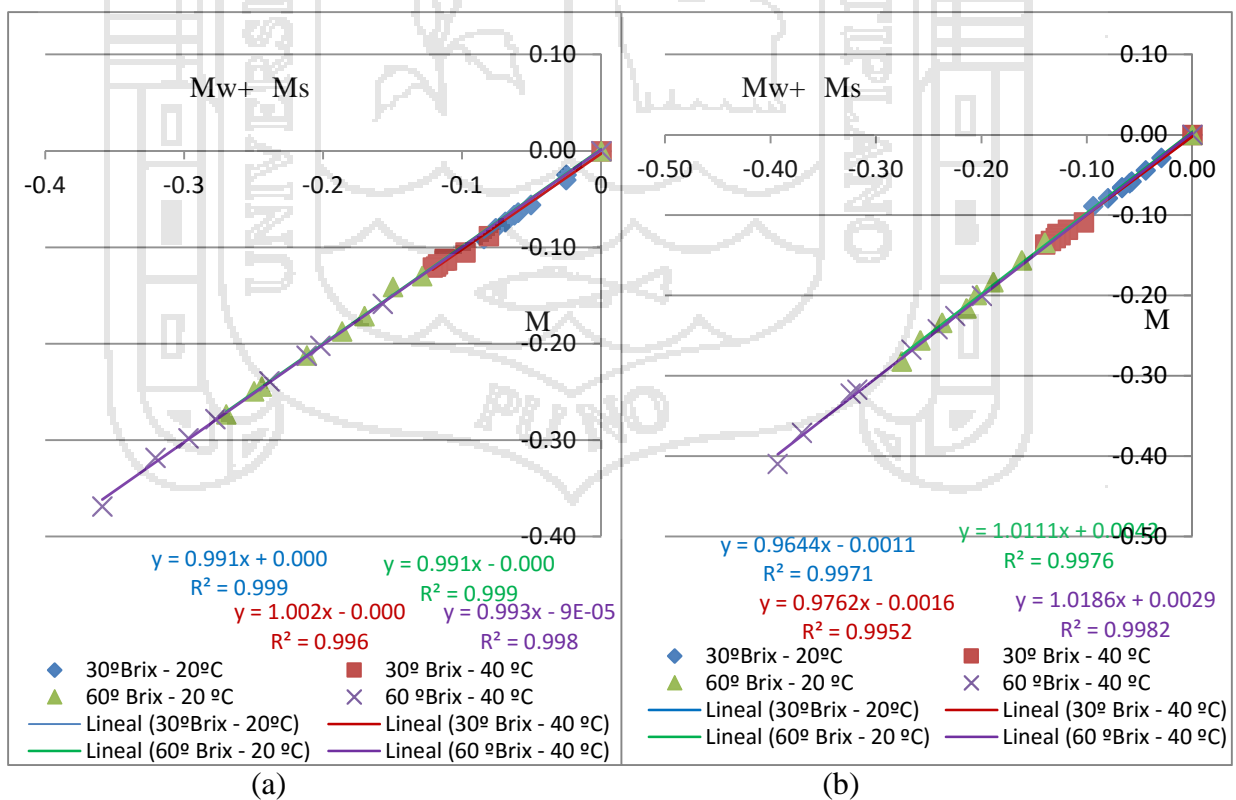 0.10
Mw+ Ms
0.00
-0.4 -0.3 -0.2 -0.1 0
-0.10
M
-0.20
-0.30
-0.40
y = 0.991x + 0.000
R² = 0.999
y = 0.991x - 0.000
R² = 0.999
y = 1.002x - 0.000
R² = 0.996
y = 0.993x - 9E-05
R² = 0.998
30ºBrix - 20ºC
30º Brix - 40 ºC
60º Brix - 20 ºC
60 ºBrix - 40 ºC
Lineal (30ºBrix - 20ºC)
Lineal (30º Brix - 40 ºC)
Lineal (60º Brix - 20 ºC)
Lineal (60 ºBrix - 40 ºC)
(a)
0.10
Mw+ Ms
0.00
-0.50 -0.40 -0.30 -0.20 -0.10 0.00
-0.10
-0.20
M
-0.30
-0.40
-0.50
y = 0.9644x - 0.0011
R² = 0.9971
R² = 0.9976
y = 0.9762x - 0.0016
R² = 0.9952
y = 1.0186x + 0.0029
R² = 0.9982
30ºBrix - 20ºC
30º Brix - 40 ºC
60º Brix - 20 ºC
60 ºBrix - 40 ºC
Lineal (30ºBrix - 20ºC)
Lineal (30º Brix - 40 ºC)
Lineal (60º Brix - 20 ºC)
Lineal (60 ºBrix - 40 ºC)
(b)
PUNO